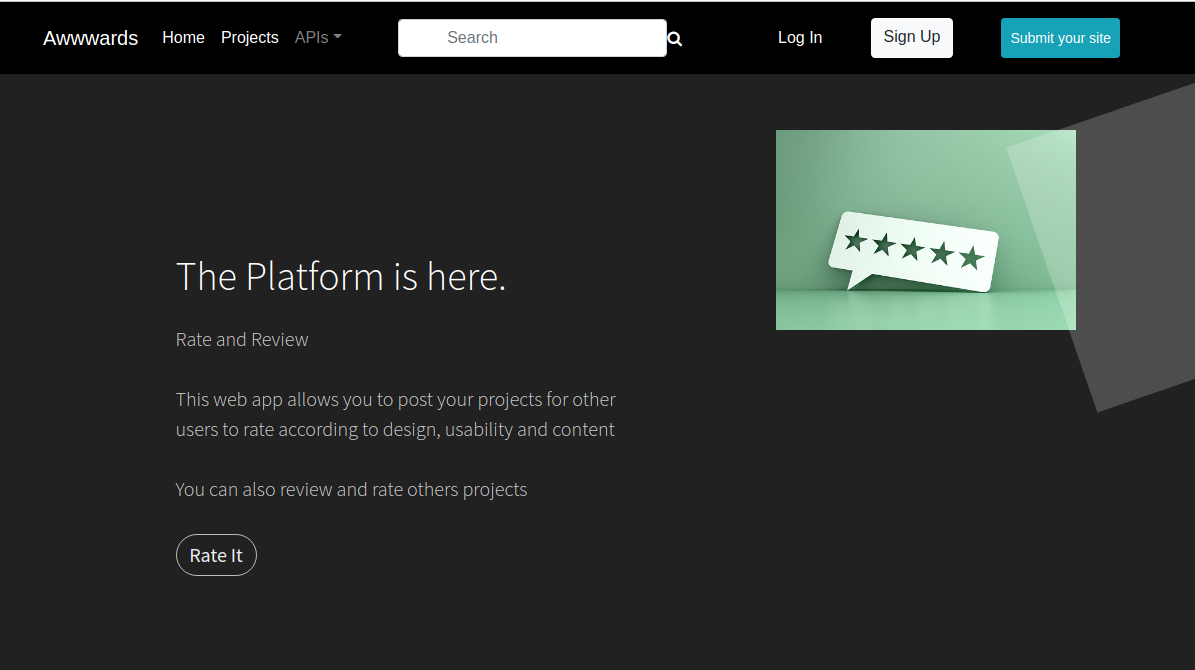 Awwwards Home Projects APIs Search Log In Sign Up Submit your site
The Platform is here.
Rate and Review
This web app allows you to post your projects for other
users to rate according to design, usability and content
You can also review and rate others projects
Rate It